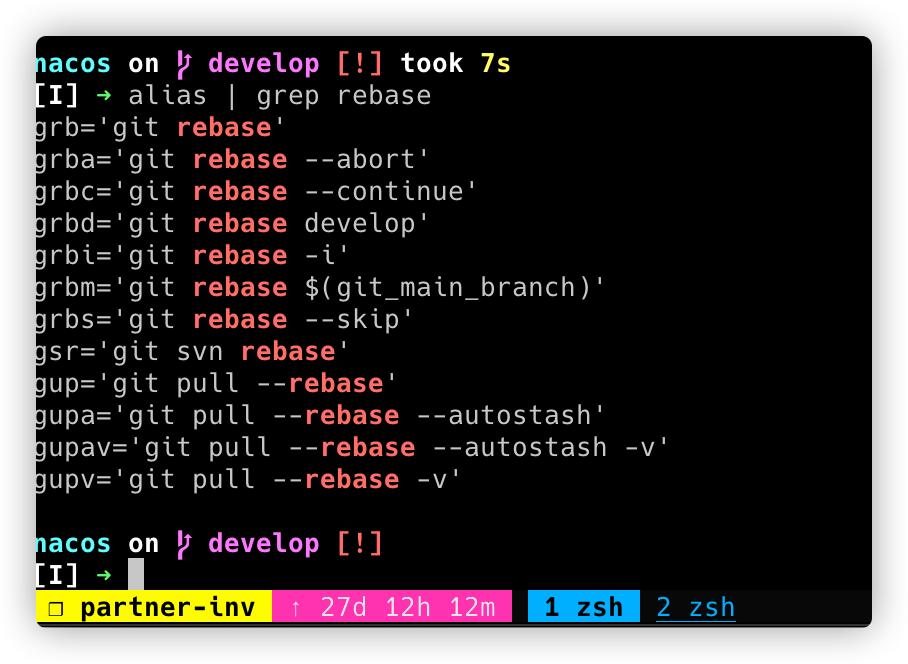 nacos on develop [!] took 7s
[I] → alias | grep rebase
grb='git rebase'
grba='git rebase --abort'
grbc='git rebase --continue'
grbd='git rebase develop'
grbi='git rebase -i'
grbm='git rebase $(git_main_branch)'
grbs='git rebase --skip'
gsr='git svn rebase'
gup='git pull --rebase'
gupa='git pull --rebase --autostash'
gupav='git pull --rebase --autostash -v'
gupv='git pull --rebase -v'
nacos on develop [!]
[I] →
❐ partner-inv ↑ 27d 12h 12m 1 zsh 2 zsh